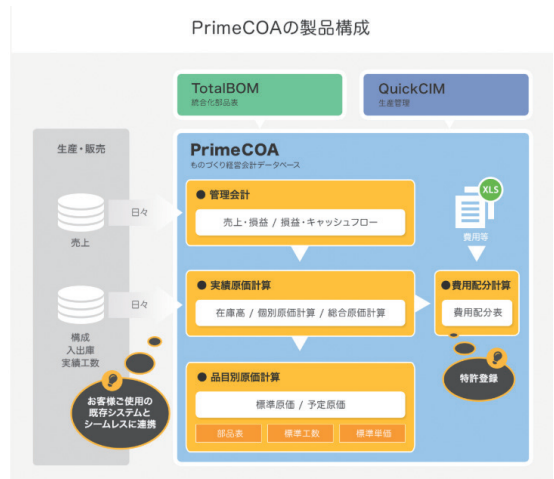 PrimeCOAの製品構成
TotalBOM
統合化部品表
QuickCIM
生産管理
生産・販売
PrimeCOA
ものづくり経営会計データベース
● 管理会計
売上・損益 / 損益・キャッシュフロー
XLS
費用等
日々
売上
● 実績原価計算
在庫高 / 個別原価計算 / 総合原価計算
●費用配分計算
費用配分表
日々
構成
入出庫
実績工数
特許登録
お客様ご使用の
既存システムと
シームレスに連携
● 品目別原価計算
標準原価 / 予定原価
部品表
標準工数
標準単価